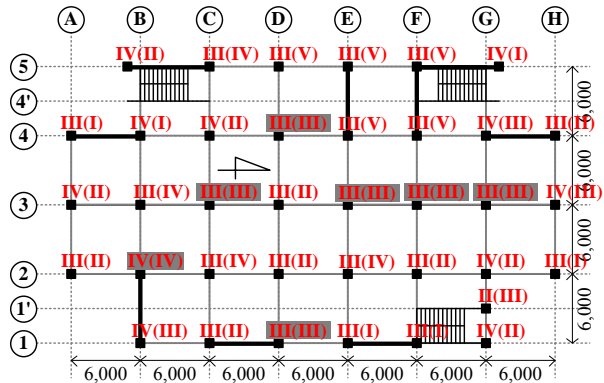 A B C D E F G H
5 IV(II) III(IV) III(V) III(V) III(V) IV(I)
4'
4 III(I) IV(I) IV(II) III(III) III(V) III(V) IV(III)
3 IV(II) III(IV) III(III) III(II) III(III) III(III) III(III) IV(III)
2 III(II) IV(IV) III(IV) III(II) III(IV) III(II) IV(II) III(I)
1' II(III)
1 IV(III) III(II) III(III) III(I) IV(II)
6,000 6,000 6,000 6,000 6,000 6,000 6,000
6,000
6,000
6,000
6,000